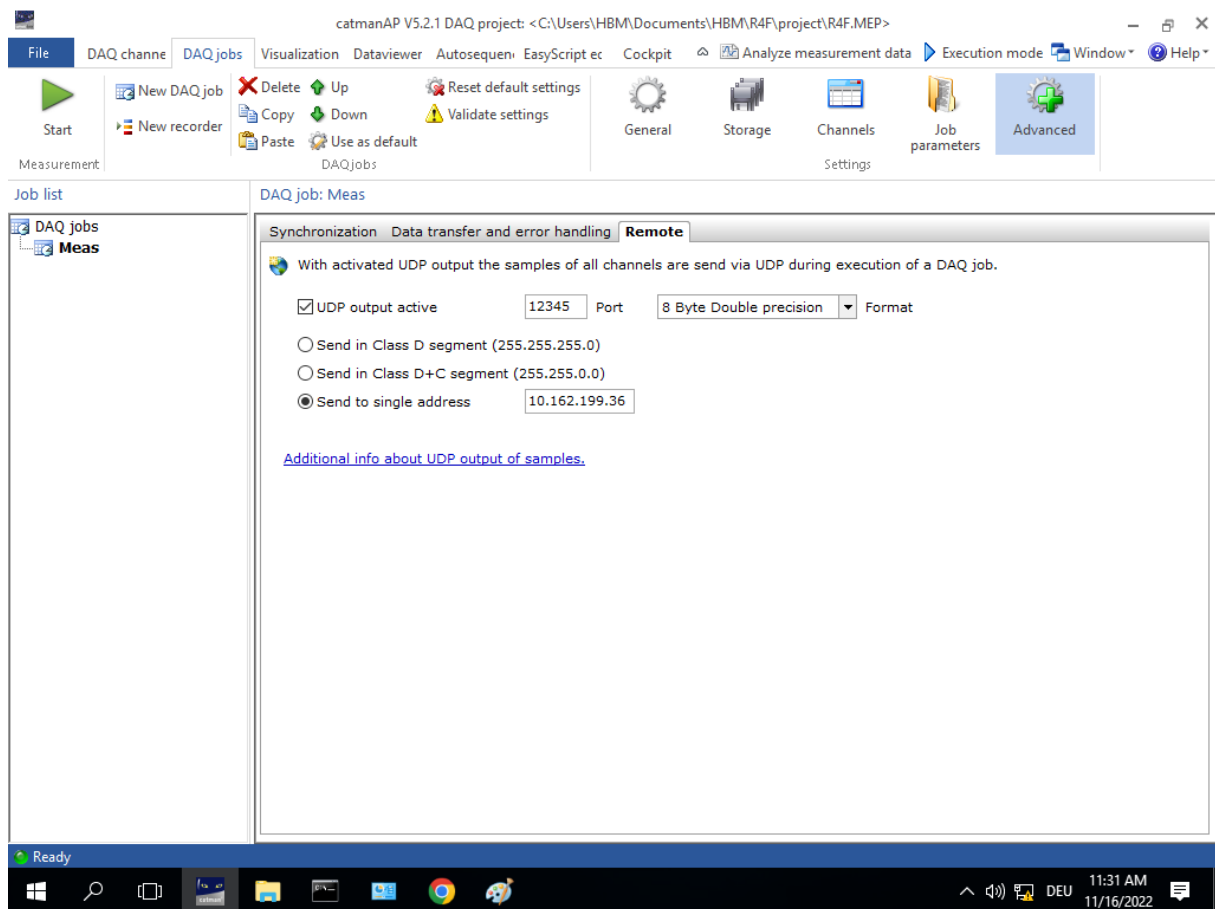 catmanAP V5.2.1 DAQ project: <C:\Users\HBM\Documents\HBM\R4F\project\R4F.MEP>
File DAQ channe DAQ jobs Visualization Dataviewer Autosequen EasyScript ec Cockpit Analyze measurement data Execution mode Window Help
New DAQ job Delete Up Reset default settings
New recorder Copy Down Validate settings
Start Paste Use as default General Storage Channels Job parameters Advanced
Measurement DAQ jobs Settings
Job list DAQ job: Meas
DAQ jobs
Meas
Synchronization Data transfer and error handling Remote
With activated UDP output the samples of all channels are send via UDP during execution of a DAQ job.
UDP output active 12345 Port 8 Byte Double precision Format
Send in Class D segment (255.255.255.0)
Send in Class D+C segment (255.255.0.0)
Send to single address 10.162.199.36
Additional info about UDP output of samples.
Ready
DEU 11:31 AM
11/16/2022